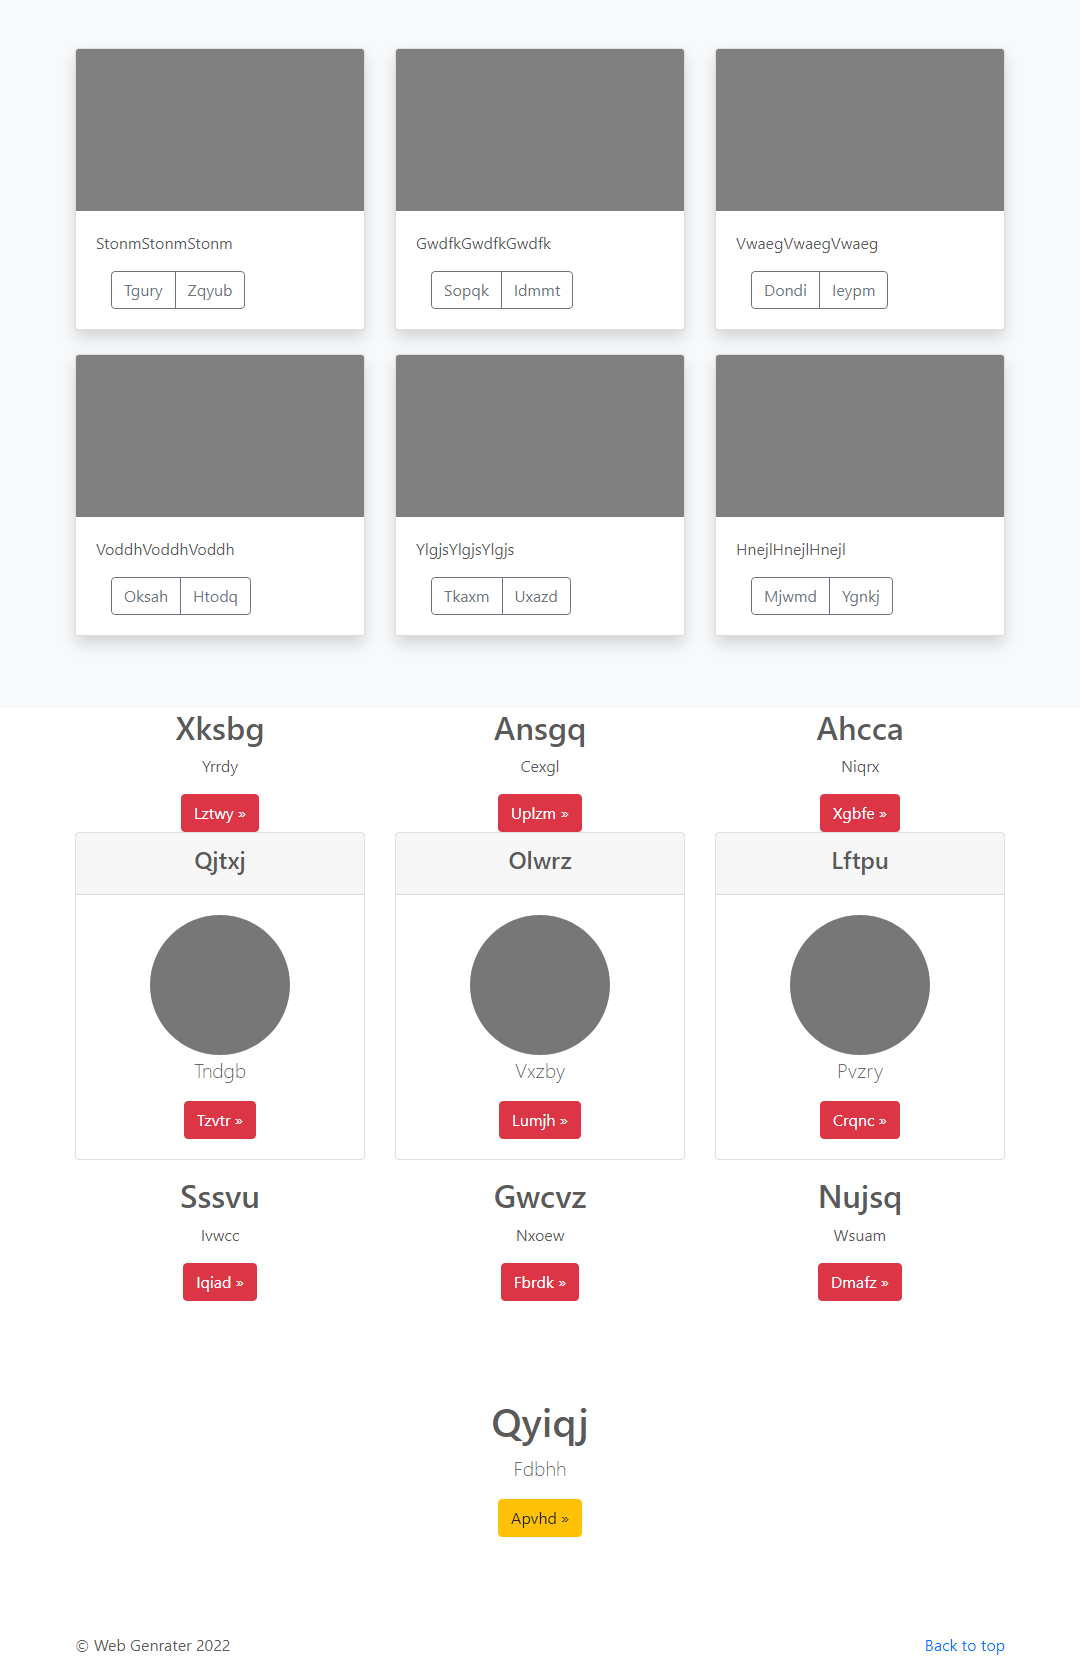 StonmStonmStonm GwdfkGwdfkGwdfk VwaegVwaegVwaeg
Tgury Zqyub Sopqk Idmmt Dondi Ieypm
VoddhVoddhVoddh YlgjsYlgjsYlgjs HnejlHnejlHnejl
Oksah Htodq Tkaxm Uxazd Mjwmd Ygnkj
Xksbg Ansgq Ahcca
Yrrdy Cexgl Niqrx
Lztwy » Uplzm » Xgbfe »
Qjtxj Olwrz Lftpu
Tndgb Vxzby Pvzry
Tzvtr » Lumjh » Crqnc »
Sssvu Gwcvz Nujsq
Ivwcc Nxoew Wsuam
Iqiad » Fbrdk » Dmafz »
Qyiqj
Fdbhh
Apvhd »
© Web Genrater 2022 Back to top